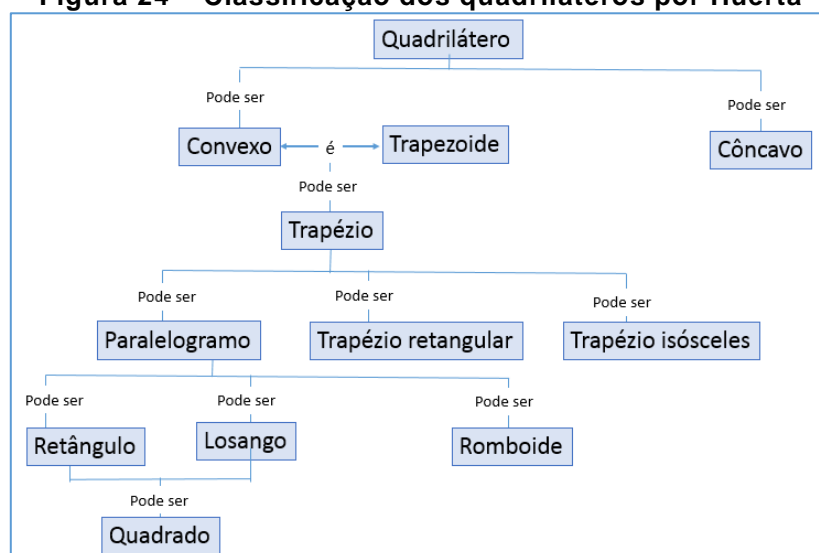 Figura 24 – Classificação dos quadriláteros por Huerta
Quadrilátero
Pode ser
Pode ser
Convexo
é
Trapezoide
Côncavo
Pode ser
Trapézio
Pode ser
Pode ser
Pode ser
Paralelogramo
Trapézio retangular
Trapézio isósceles
Pode ser
Pode ser
Pode ser
Retângulo
Losango
Romboide
Pode ser
Quadrado